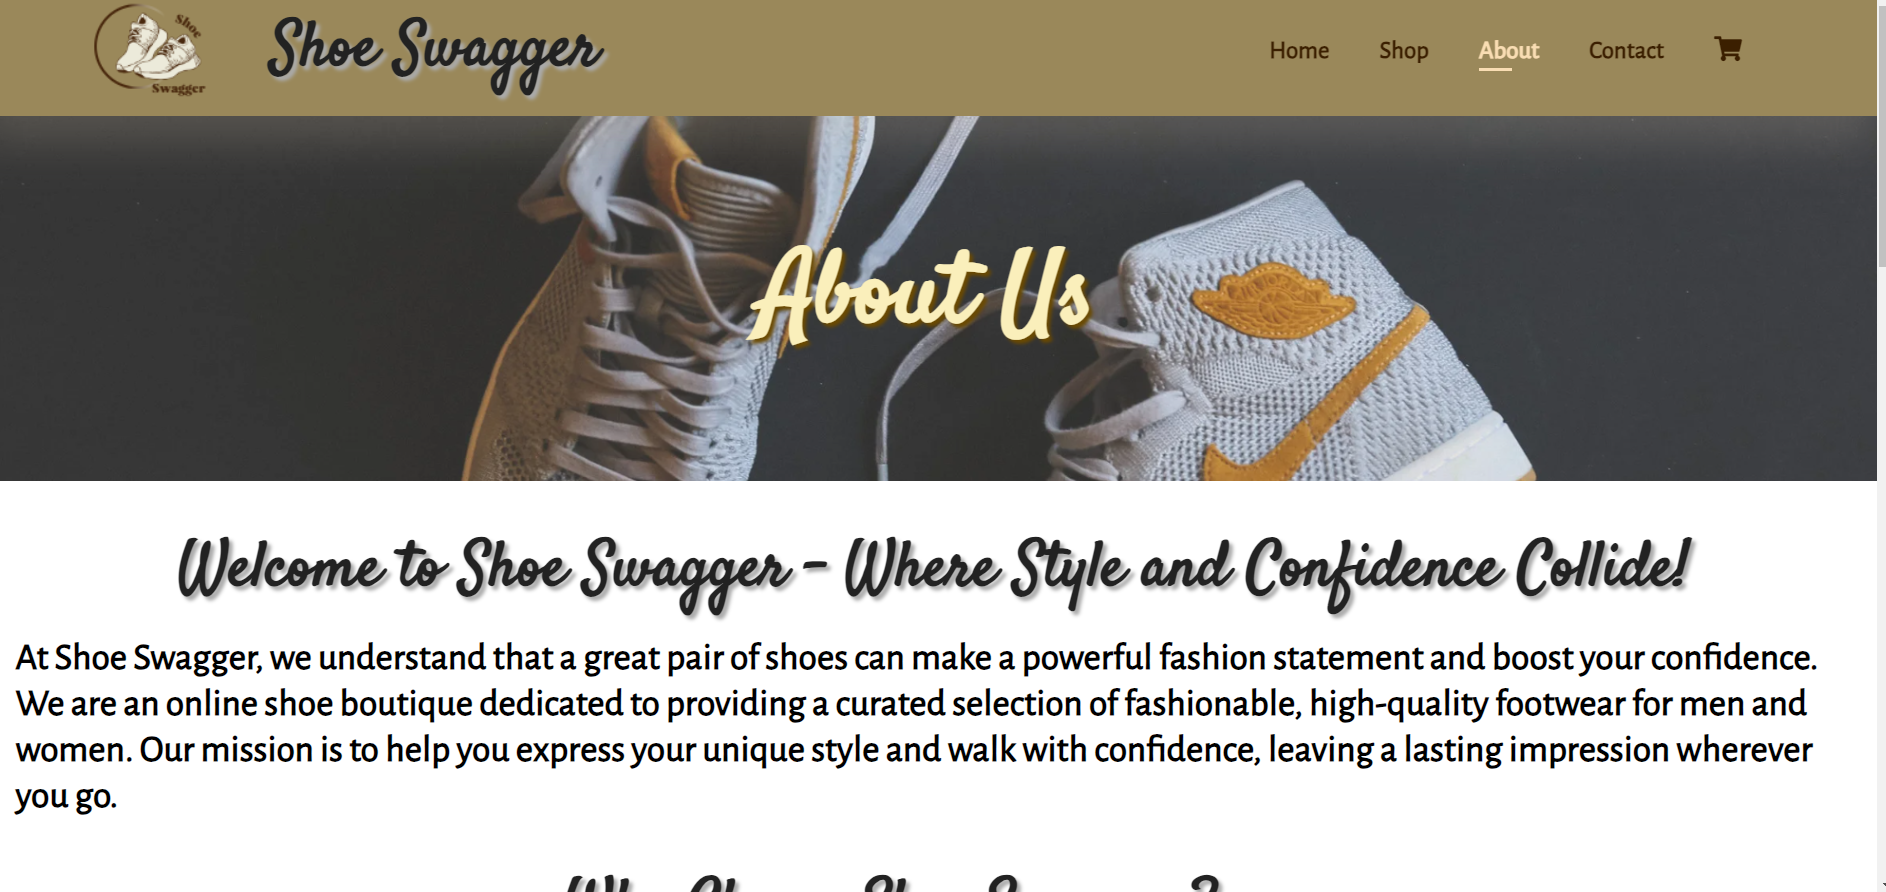 Shoe
Swagger
Shoe Swagger
Home Shop About Contact
About Us
Welcome to Shoe Swagger - Where Style and Confidence Collide!
At Shoe Swagger, we understand that a great pair of shoes can make a powerful fashion statement and boost your confidence.
We are an online shoe boutique dedicated to providing a curated selection of fashionable, high-quality footwear for men and
women. Our mission is to help you express your unique style and walk with confidence, leaving a lasting impression wherever
you go.